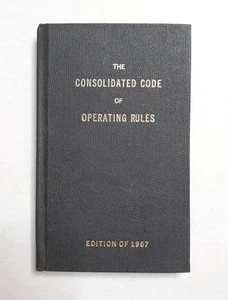 THE
CONSOLIDATED CODE
OF
OPERATING RULES
EDITION OF 1967